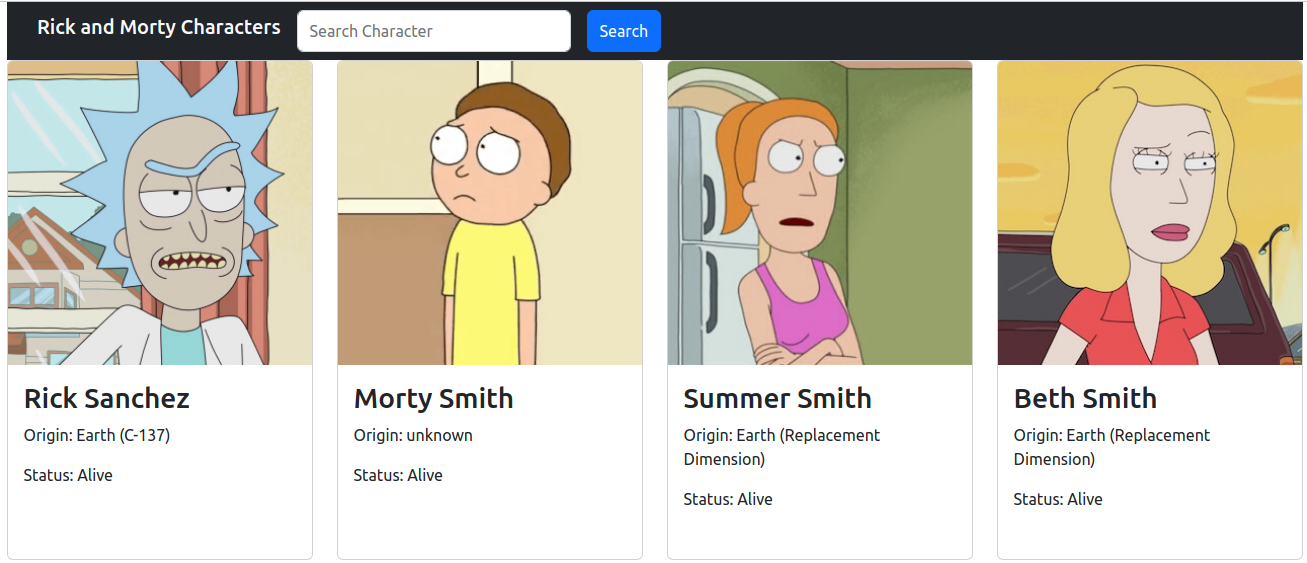 Rick and Morty Characters
Search Character
Search
Rick Sanchez
Origin: Earth (C-137)
Status: Alive
Morty Smith
Origin: unknown
Status: Alive
Summer Smith
Origin: Earth (Replacement
Dimension)
Status: Alive
Beth Smith
Origin: Earth (Replacement
Dimension)
Status: Alive